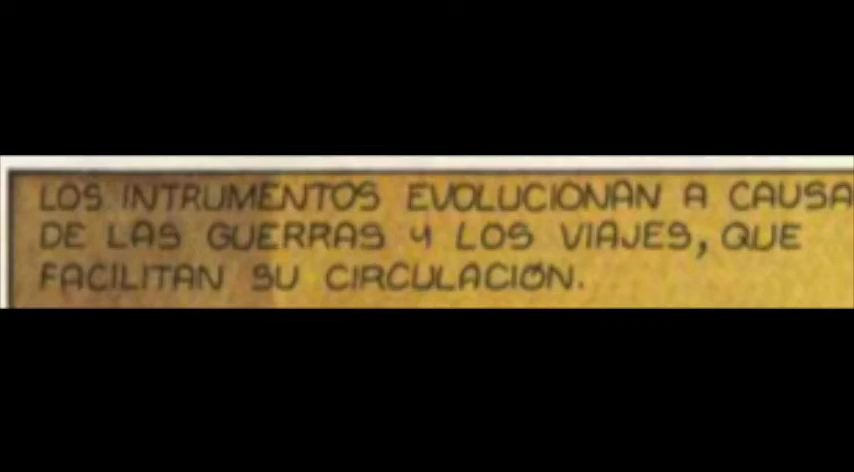 LOS INTRUMENTOS EVOLUCIONAN A CAUSA
DE LAS GUERRAS Y LOS VIAJES, QUE
FACILITAN SU CIRCULACIÓN.